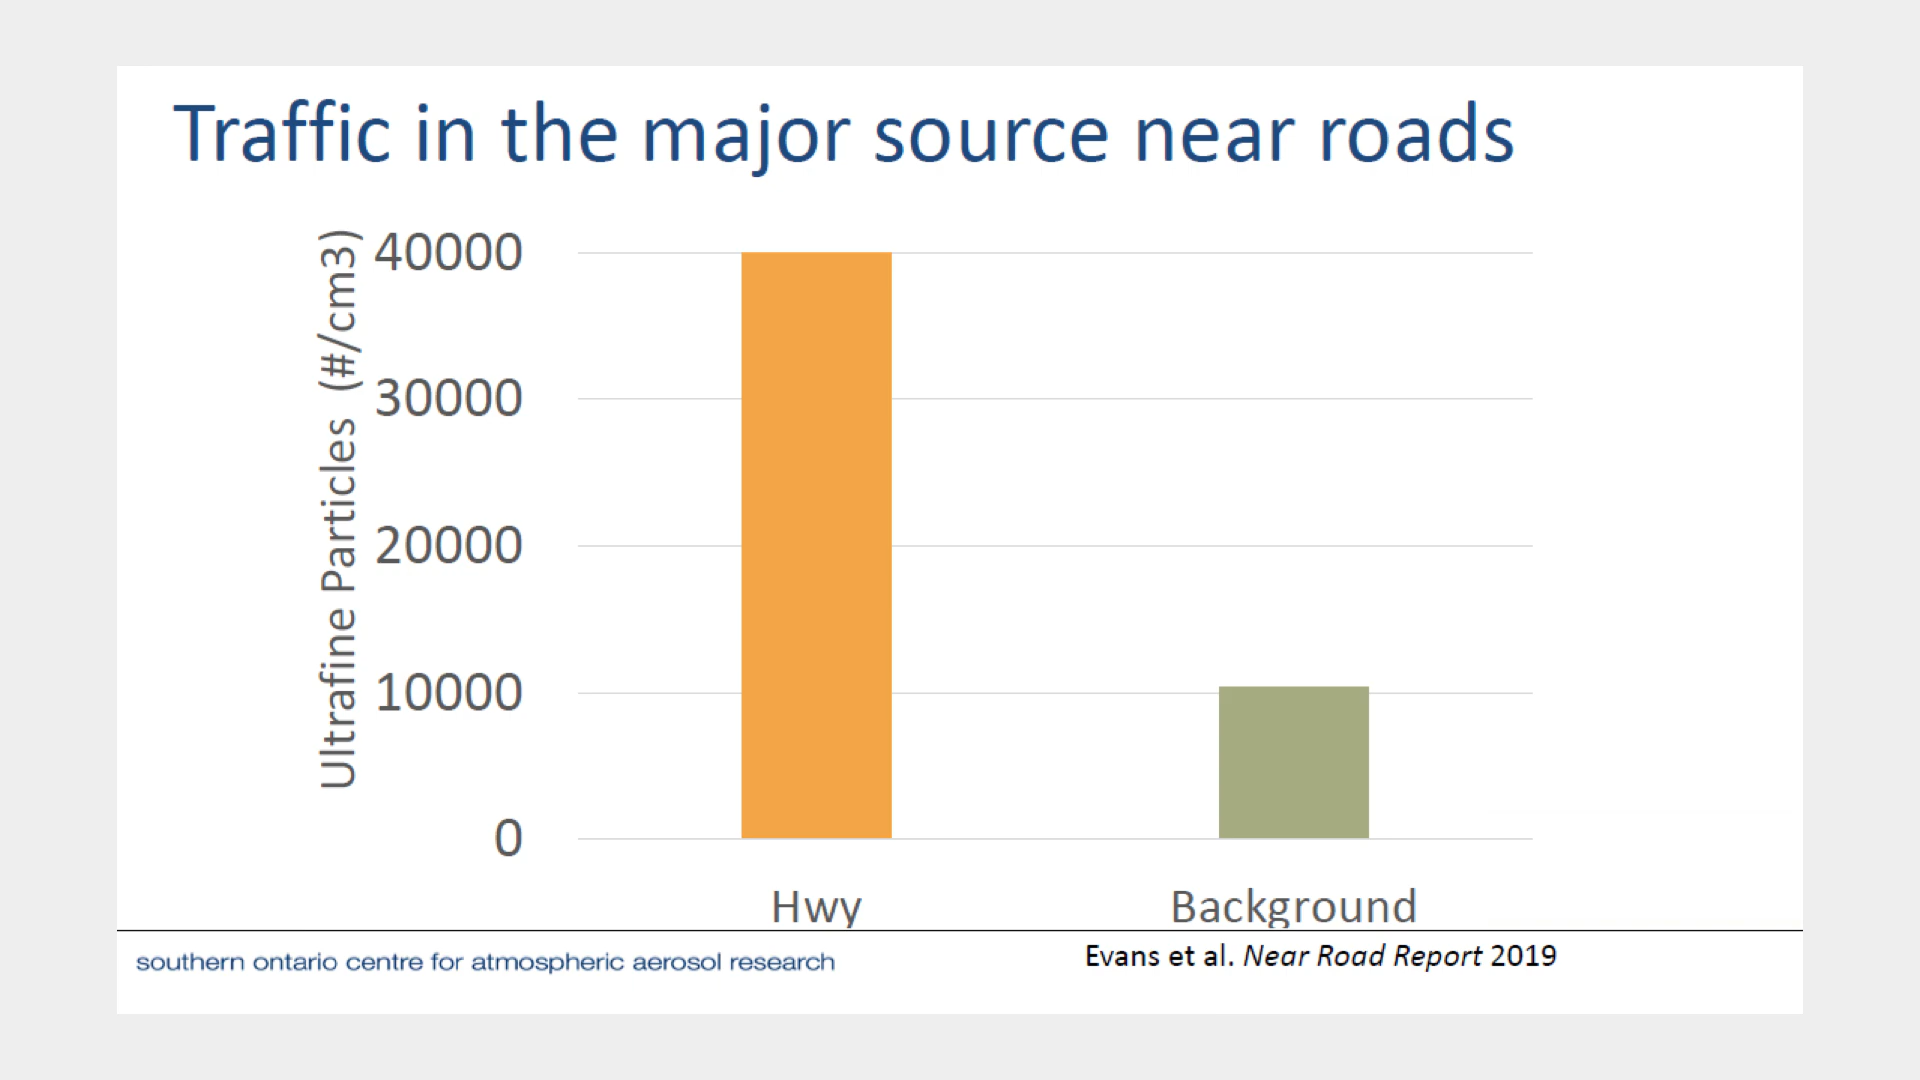 Traffic in the major source near roads
Ultrafine Particles (#/cm3)
40000
30000
20000
10000
0
Hwy
Background
southern ontario centre for atmospheric aerosol research
Evans et al. Near Road Report 2019